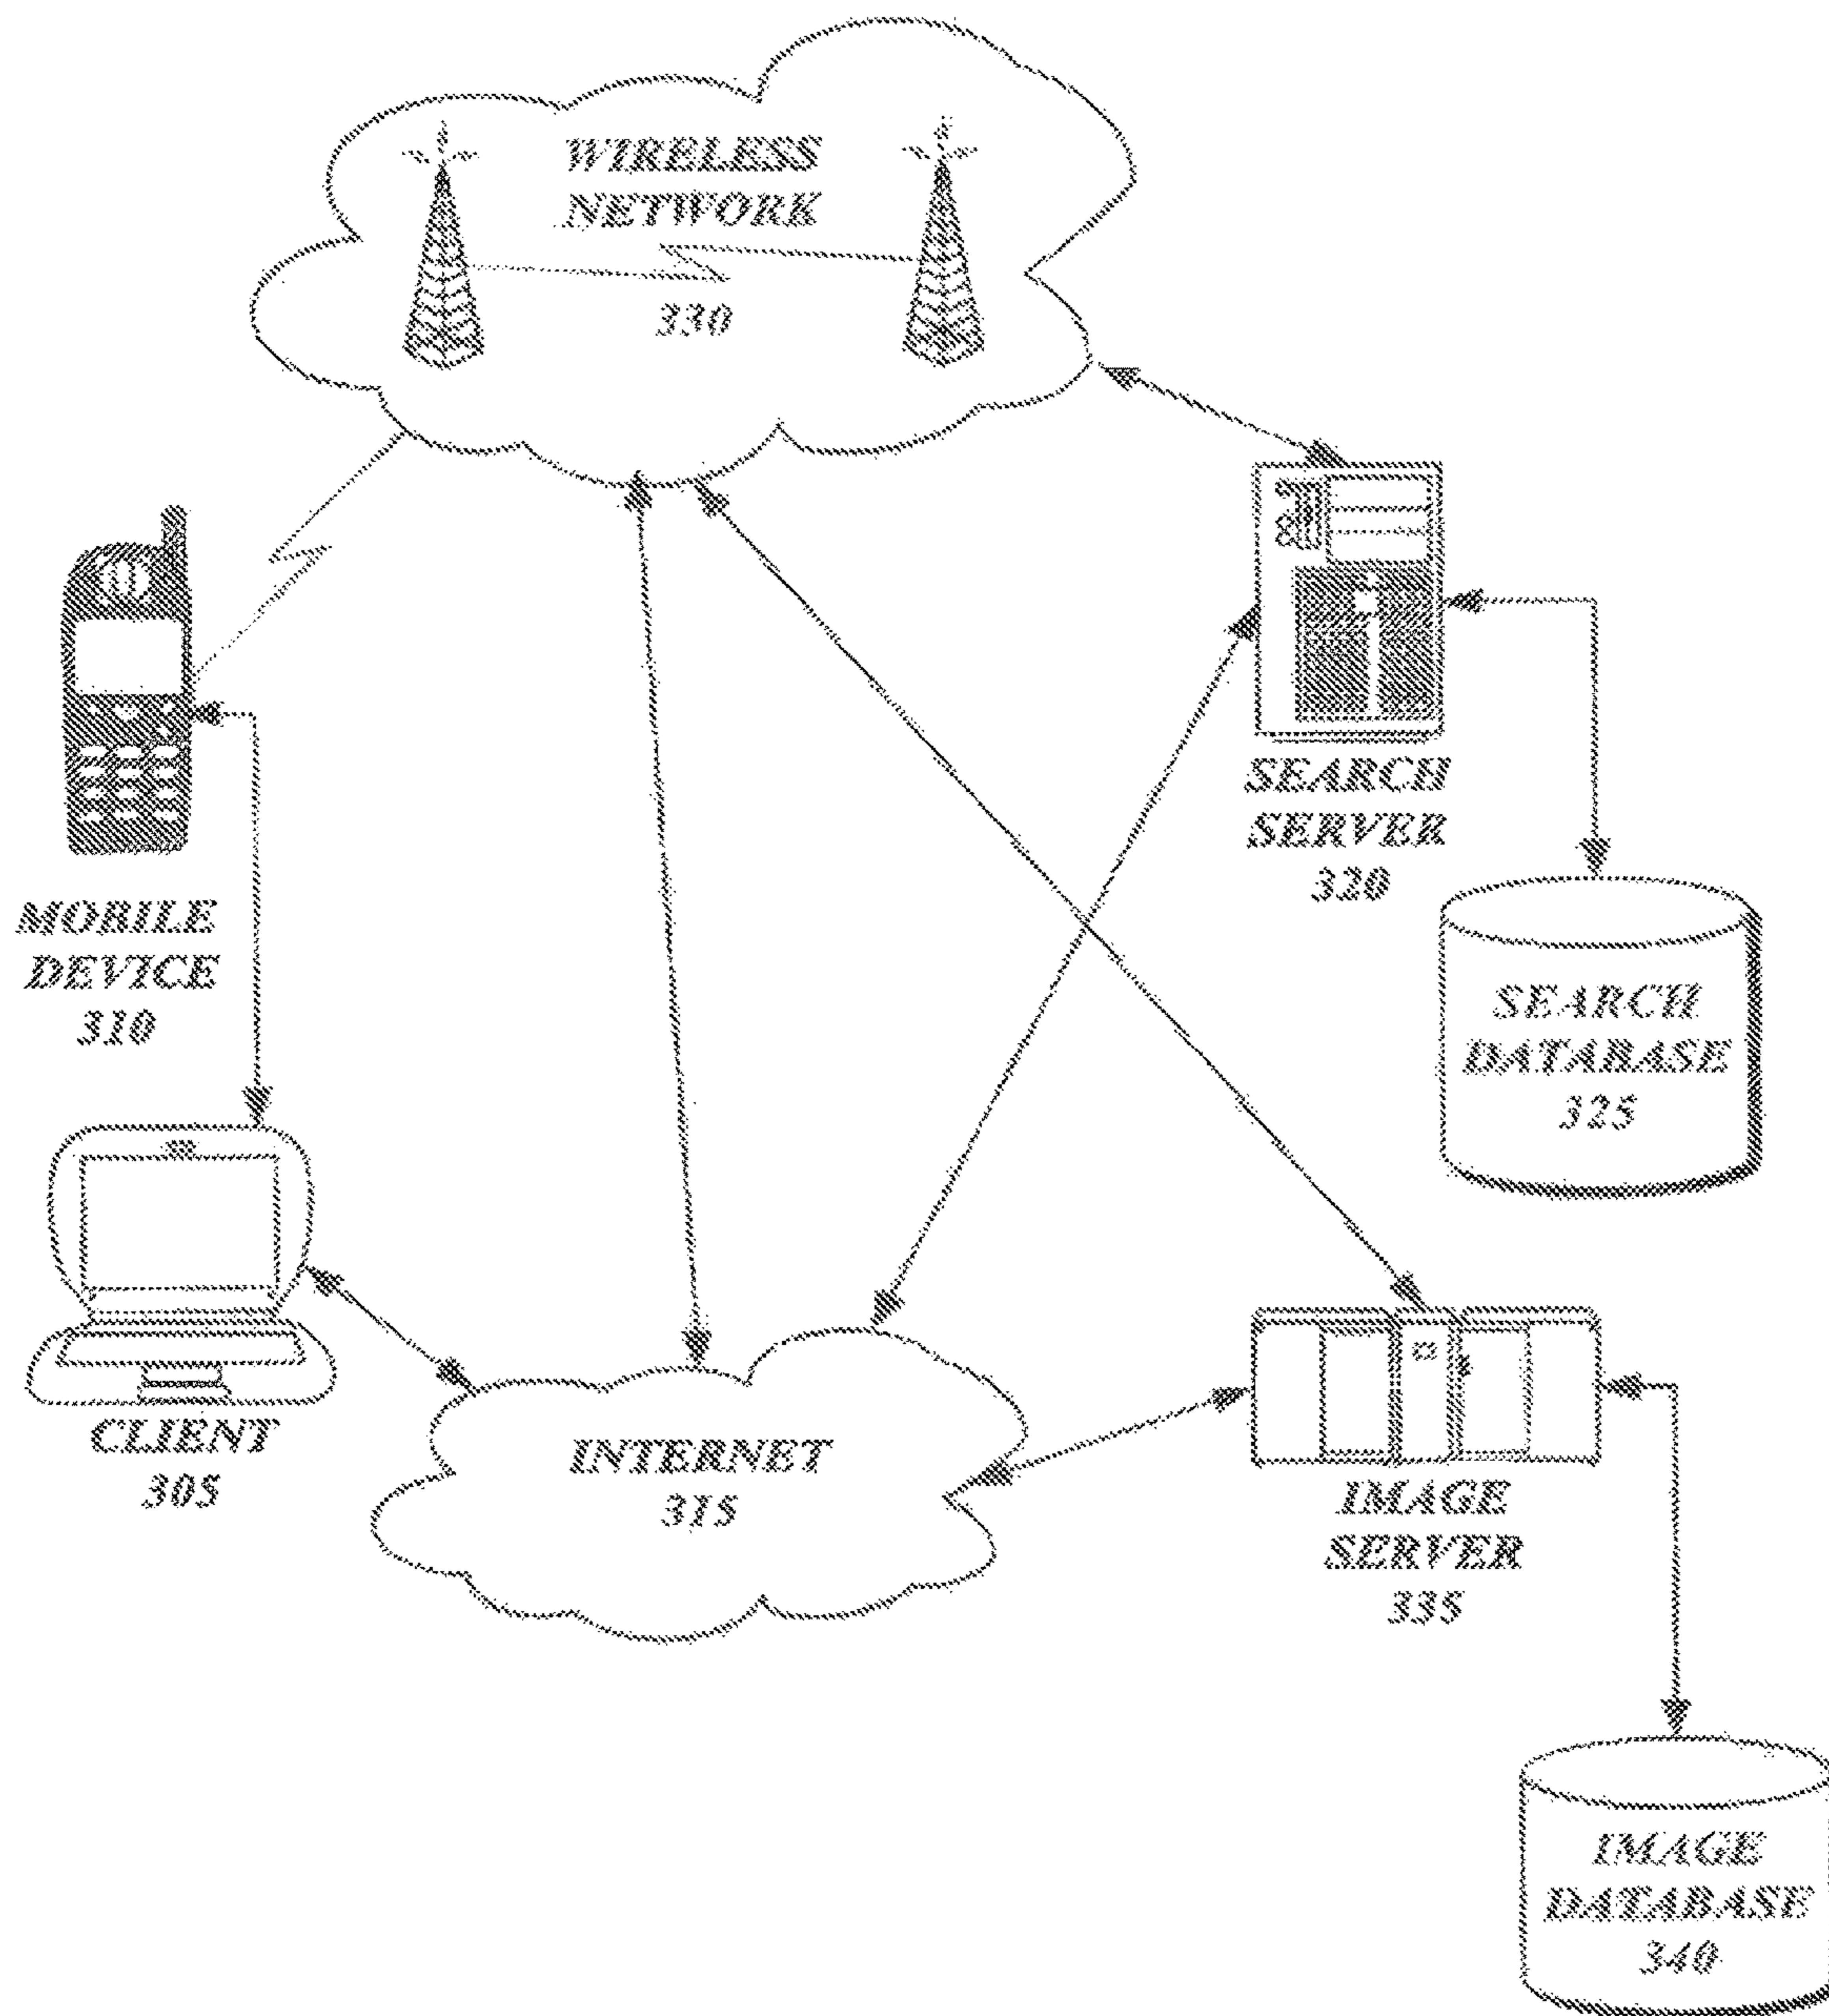 WIRELESS
NETWORK
330
SEARCH
SERVER
320
MOBILE
DEVICE
310
SEARCH
DATABASE
325
CLIENT
305
INTERNET
315
IMAGE
SERVER
335
IMAGE
DATABASE
340